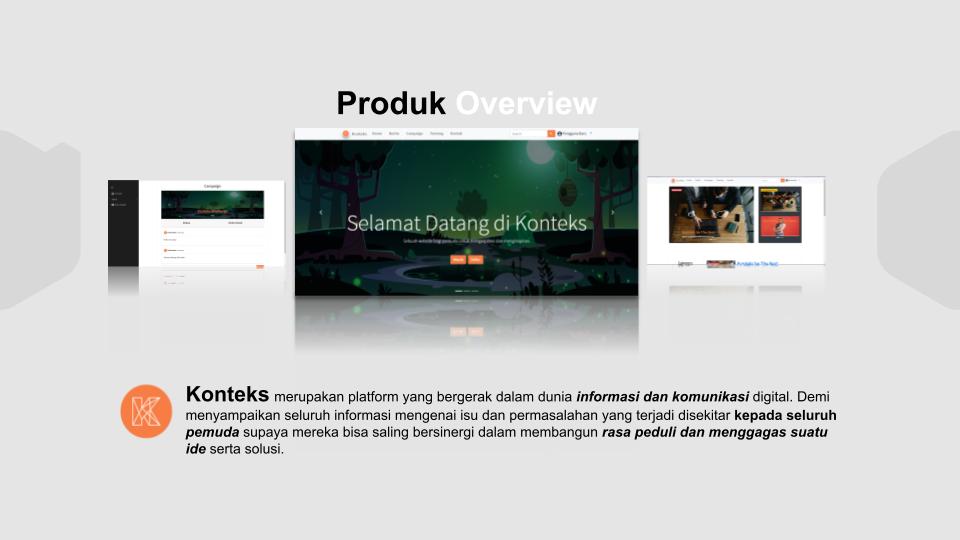 Produk Overview
Konteks Home Berita Campaign Tentang Kontak
Search
Pengguna Baru
Campaign
Selamat Datang di Konteks
Konteks merupakan platform yang bergerak dalam dunia informasi dan komunikasi digital. Demi
menyampaikan seluruh informasi mengenai isu dan permasalahan yang terjadi disekitar kepada seluruh
pemuda supaya mereka bisa saling bersinergi dalam membangun rasa peduli dan menggagas suatu
ide serta solusi.